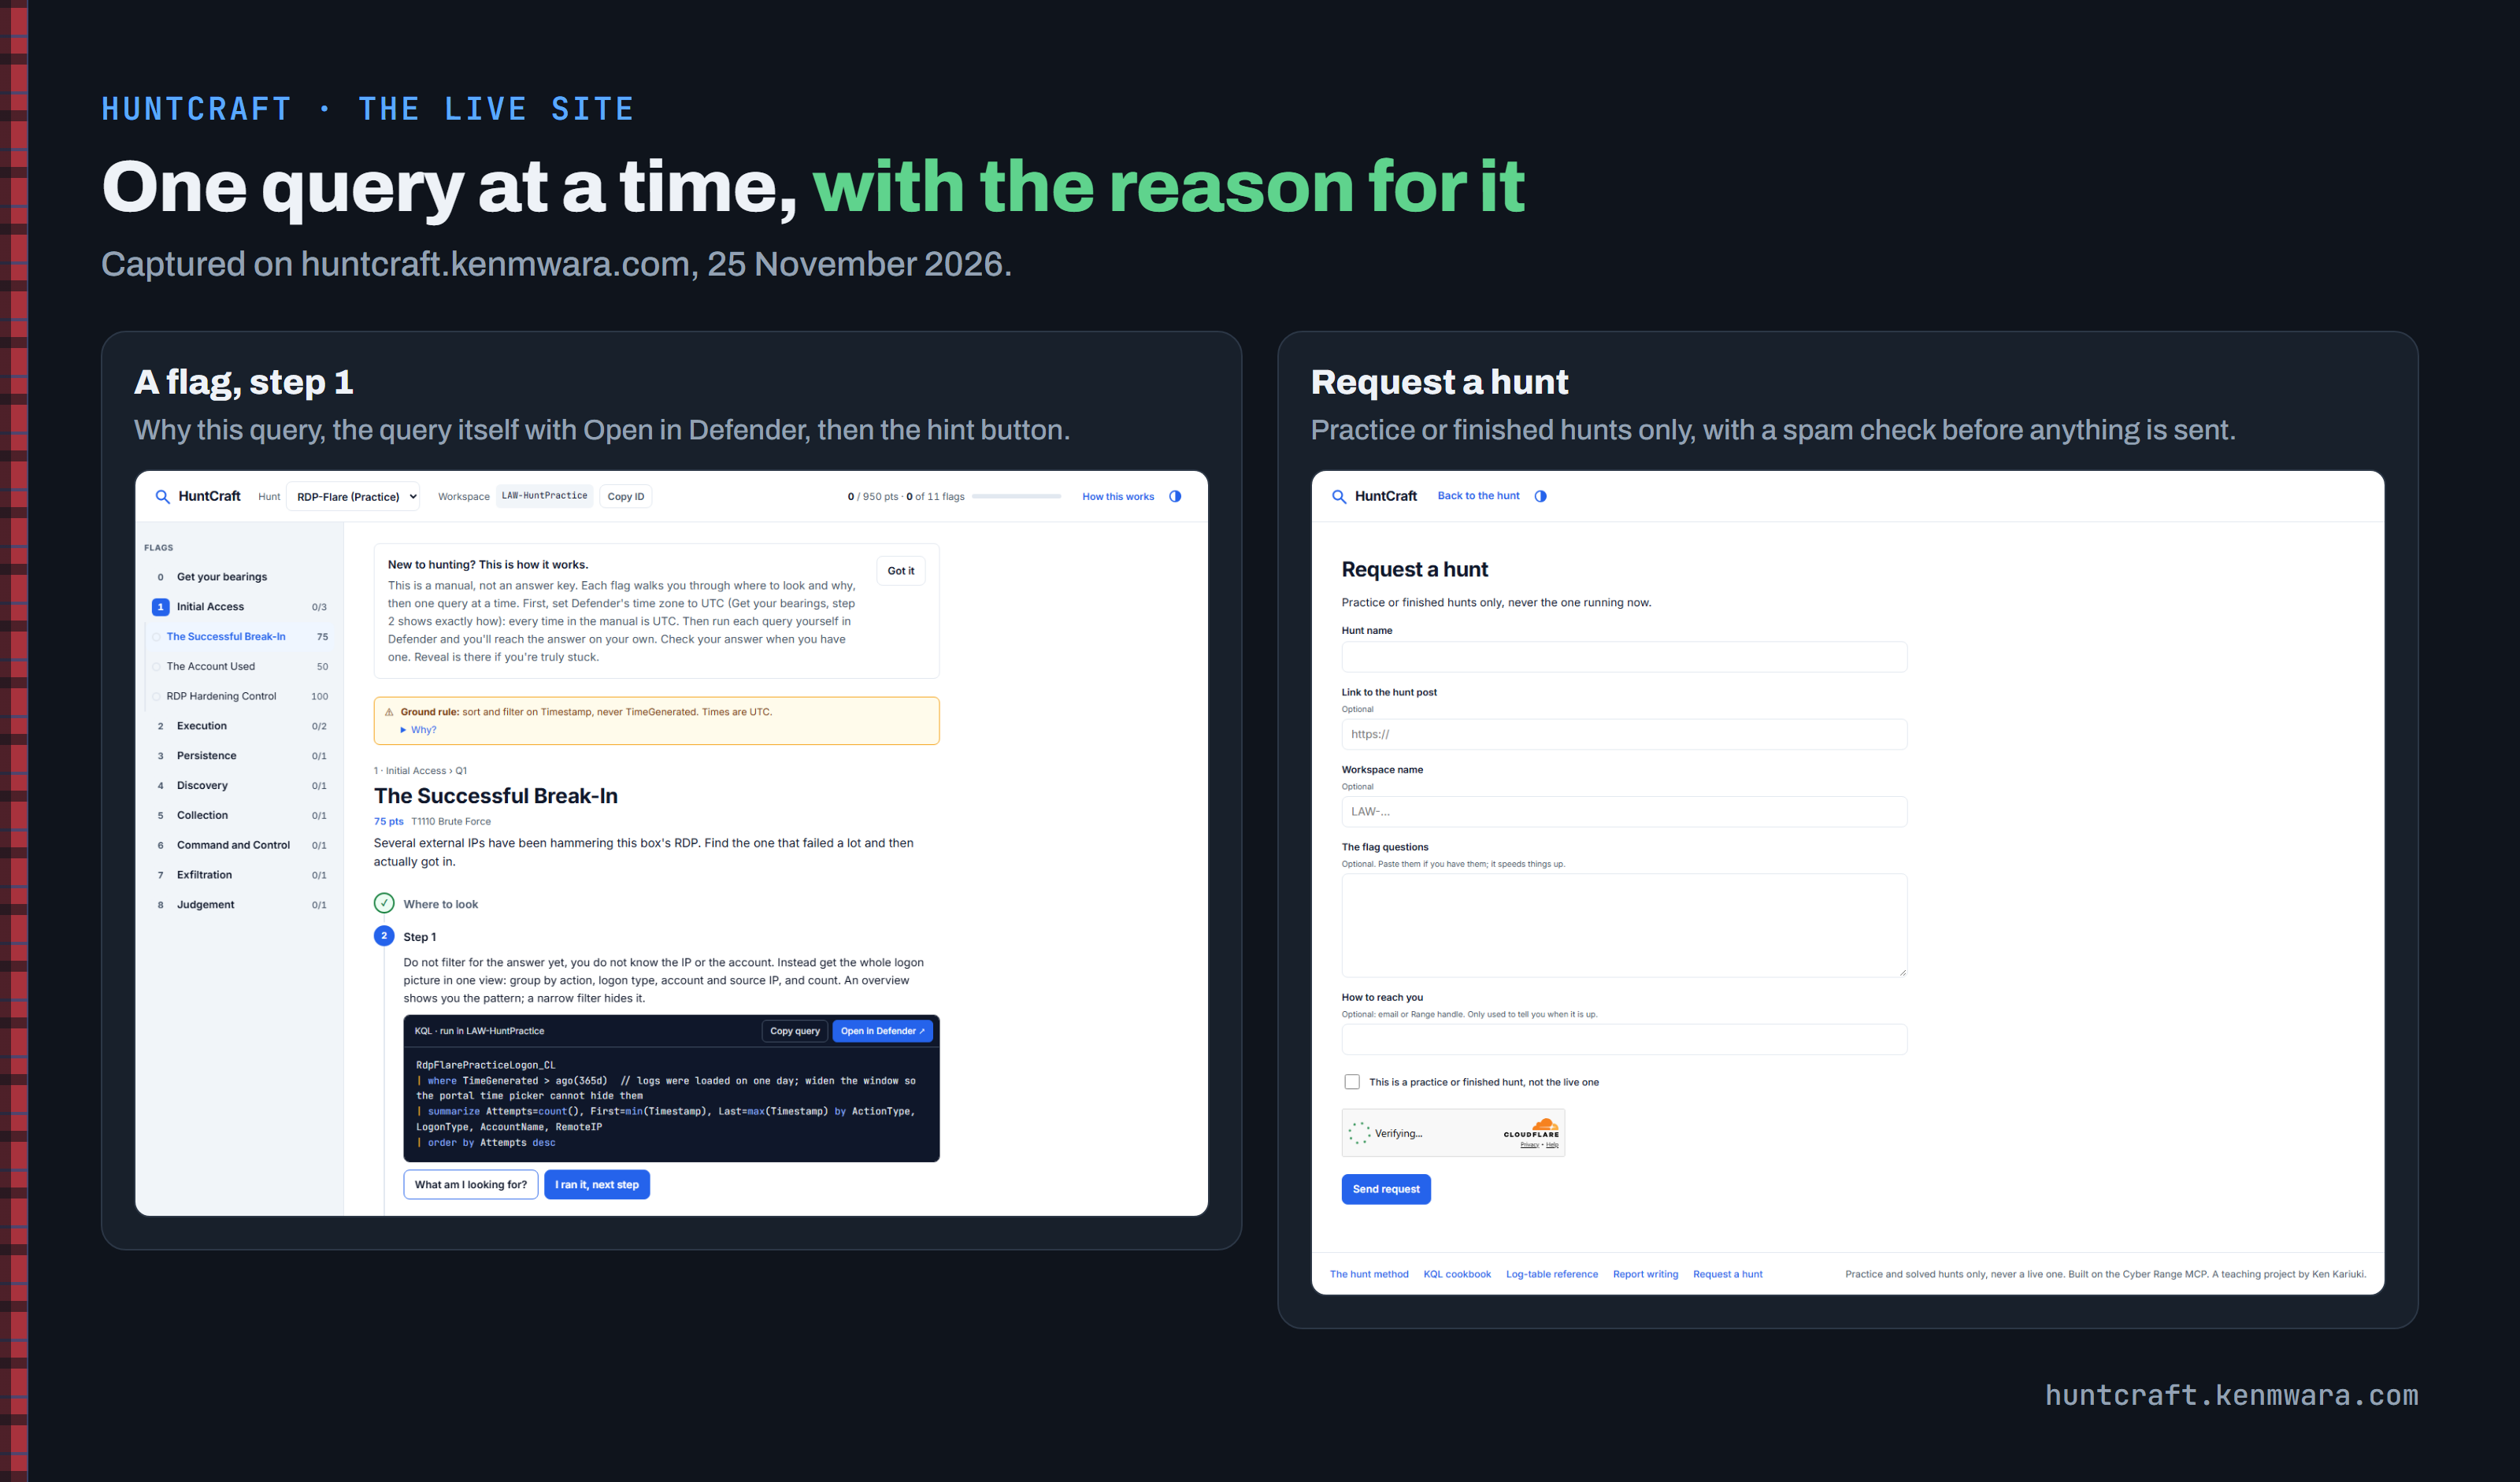 HUNTCRAFT · THE LIVE SITE
One query at a time, with the reason for it
Captured on huntcraft.kenmwara.com, 25 November 2026.
A flag, step 1
Why this query, the query itself with Open in Defender, then the hint button.
HuntCraft Hunt RDP-Flare (Practice) Workspace LAW-HuntPractice Copy ID 0 / 950 pts · 0 of 11 flags How this works
FLAGS
0 Get your bearings
1 Initial Access 0/3
The Successful Break-In 75
The Account Used 50
RDP Hardening Control 100
2 Execution 0/2
3 Persistence 0/1
4 Discovery 0/1
5 Collection 0/1
6 Command and Control 0/1
7 Exfiltration 0/1
8 Judgement 0/1
New to hunting? This is how it works.
Got it
This is a manual, not an answer key. Each flag walks you through where to look and why,
then one query at a time. First, set Defender's time zone to UTC (Get your bearings, step
2 shows exactly how): every time in the manual is UTC. Then run each query yourself in
Defender and you'll reach the answer on your own. Check your answer when you have
one. Reveal is there if you're truly stuck.
⚠ Ground rule: sort and filter on Timestamp, never TimeGenerated. Times are UTC.
▶ Why?
1 · Initial Access › Q1
The Successful Break-In
75 pts T1110 Brute Force
Several external IPs have been hammering this box's RDP. Find the one that failed a lot and then
actually got in.
✓ Where to look
2 Step 1
Do not filter for the answer yet, you do not know the IP or the account. Instead get the whole logon
picture in one view: group by action, logon type, account and source IP, and count. An overview
shows you the pattern; a narrow filter hides it.
KQL · run in LAW-HuntPractice Copy query Open in Defender ↗
RdpFlarePracticeLogon_CL
| where TimeGenerated > ago(365d) // logs were loaded on one day; widen the window so
the portal time picker cannot hide them
| summarize Attempts=count(), First=min(Timestamp), Last=max(Timestamp) by ActionType,
LogonType, AccountName, RemoteIP
| order by Attempts desc
What am I looking for? I ran it, next step
Request a hunt
Practice or finished hunts only, with a spam check before anything is sent.
HuntCraft Back to the hunt
Request a hunt
Practice or finished hunts only, never the one running now.
Hunt name
Link to the hunt post
Optional
https://
Workspace name
Optional
LAW-...
The flag questions
Optional. Paste them if you have them; it speeds things up.
How to reach you
Optional: email or Range handle. Only used to tell you when it is up.
This is a practice or finished hunt, not the live one
Verifying...
CLOUDFLARE
Privacy • Help
Send request
The hunt method KQL cookbook Log-table reference Report writing Request a hunt Practice and solved hunts only, never a live one. Built on the Cyber Range MCP. A teaching project by Ken Kariuki.
huntcraft.kenmwara.com